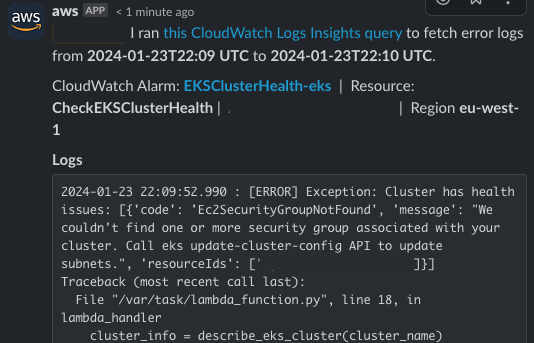 aws
aws APP < 1 minute ago
I ran this CloudWatch Logs Insights query to fetch error logs
from 2024-01-23T22:09 UTC to 2024-01-23T22:10 UTC.
CloudWatch Alarm: EKSClusterHealth-eks | Resource:
CheckEKSClusterHealth | | Region eu-west-
1
Logs
2024-01-23 22:09:52.990 : [ERROR] Exception: Cluster has health
issues: [{'code': 'Ec2SecurityGroupNotFound', 'message': "We
couldn't find one or more security group associated with your
cluster. Call eks update-cluster-config API to update
subnets.", 'resourceIds': [' ]}]
Traceback (most recent call last):
File "/var/task/lambda_function.py", line 18, in
lambda_handler
cluster_info = describe_eks_cluster(cluster_name)